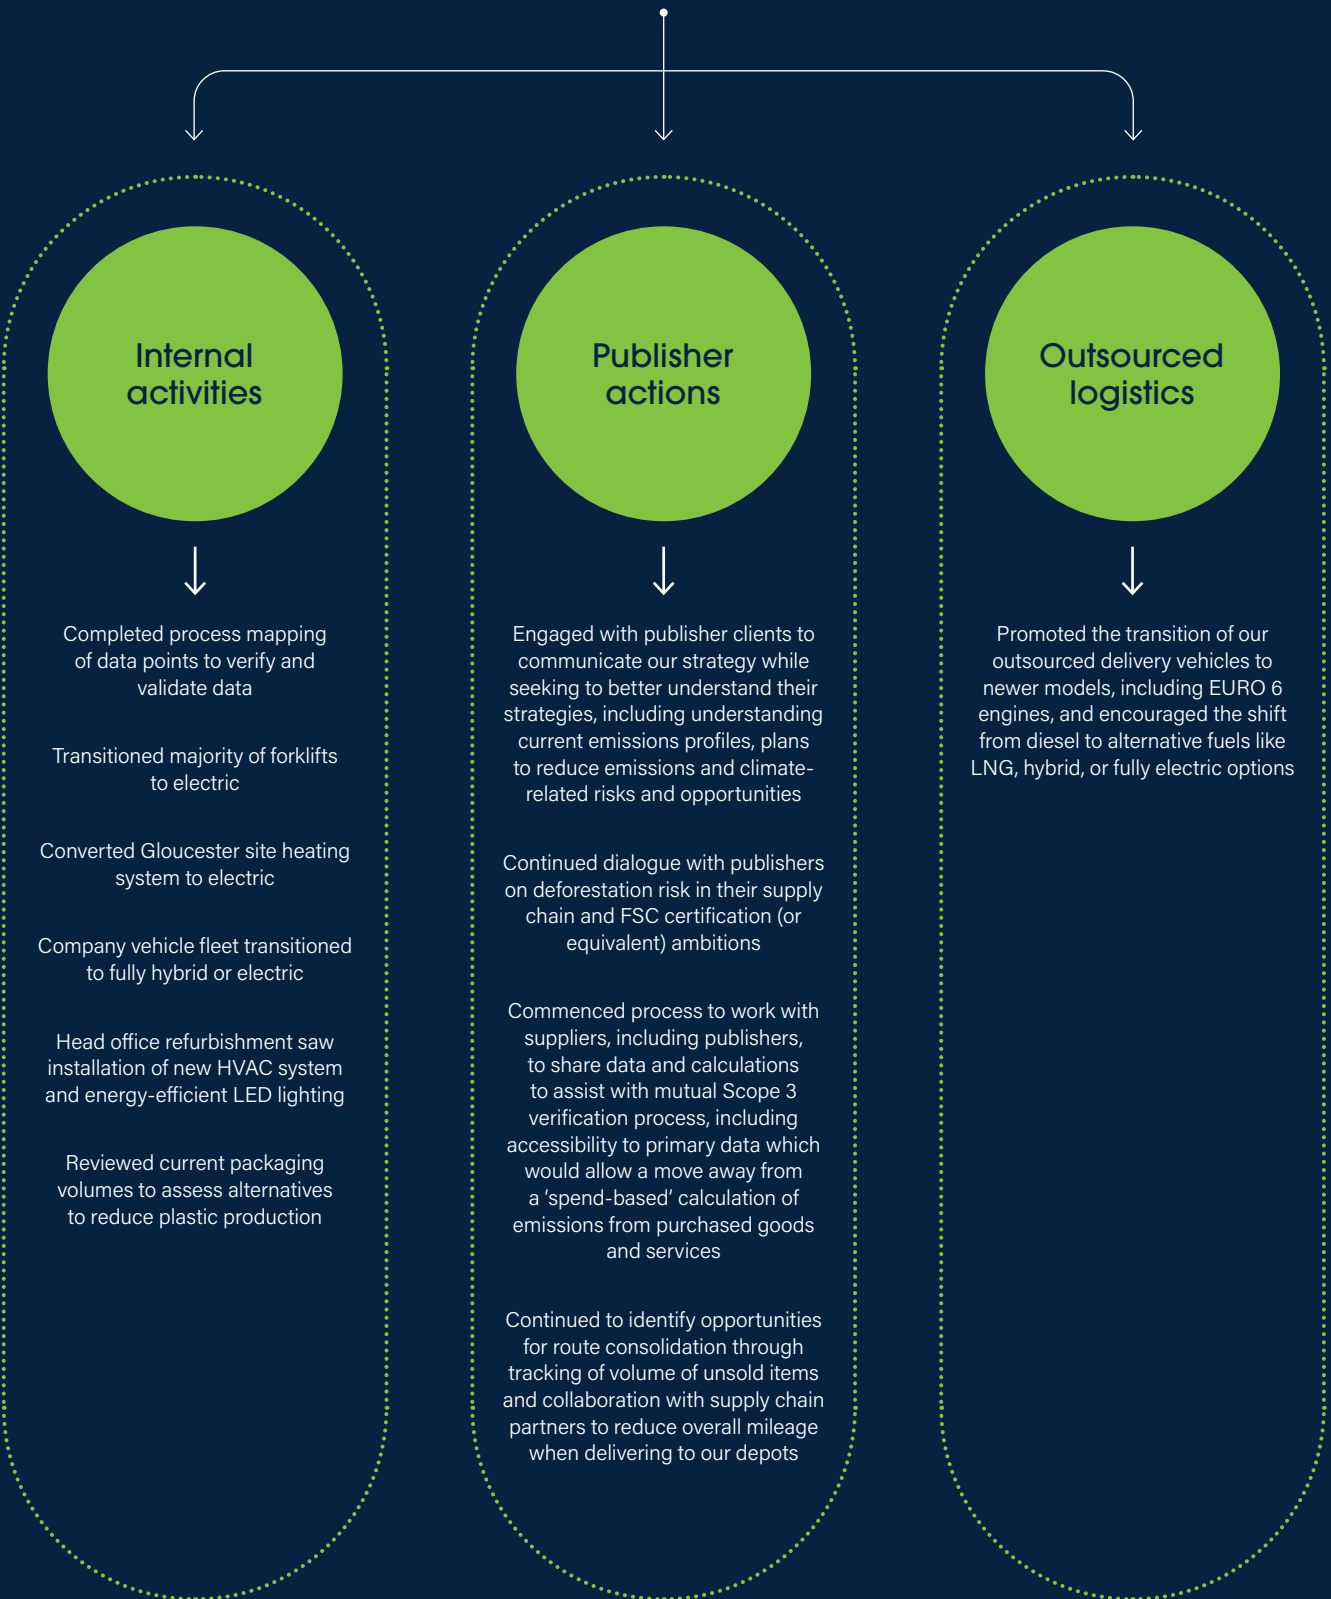 Internal
activities
Completed process mapping
of data points to verify and
validate data
Transitioned majority of forklifts
to electric
Converted Gloucester site heating
system to electric
Company vehicle fleet transitioned
to fully hybrid or electric
Head office refurbishment saw
installation of new HVAC system
and energy-efficient LED lighting
Reviewed current packaging
volumes to assess alternatives
to reduce plastic production
Publisher
actions
Engaged with publisher clients to
communicate our strategy while
seeking to better understand their
strategies, including understanding
current emissions profiles, plans
to reduce emissions and climate-
related risks and opportunities
Continued dialogue with publishers
on deforestation risk in their supply
chain and FSC certification (or
equivalent) ambitions
Commenced process to work with
suppliers, including publishers,
to share data and calculations
to assist with mutual Scope 3
verification process, including
accessibility to primary data which
would allow a move away from
a ‘spend-based’ calculation of
emissions from purchased goods
and services
Continued to identify opportunities
for route consolidation through
tracking of volume of unsold items
and collaboration with supply chain
partners to reduce overall mileage
when delivering to our depots
Outsourced
logistics
Promoted the transition of our
outsourced delivery vehicles to
newer models, including EURO 6
engines, and encouraged the shift
from diesel to alternative fuels like
LNG, hybrid, or fully electric options